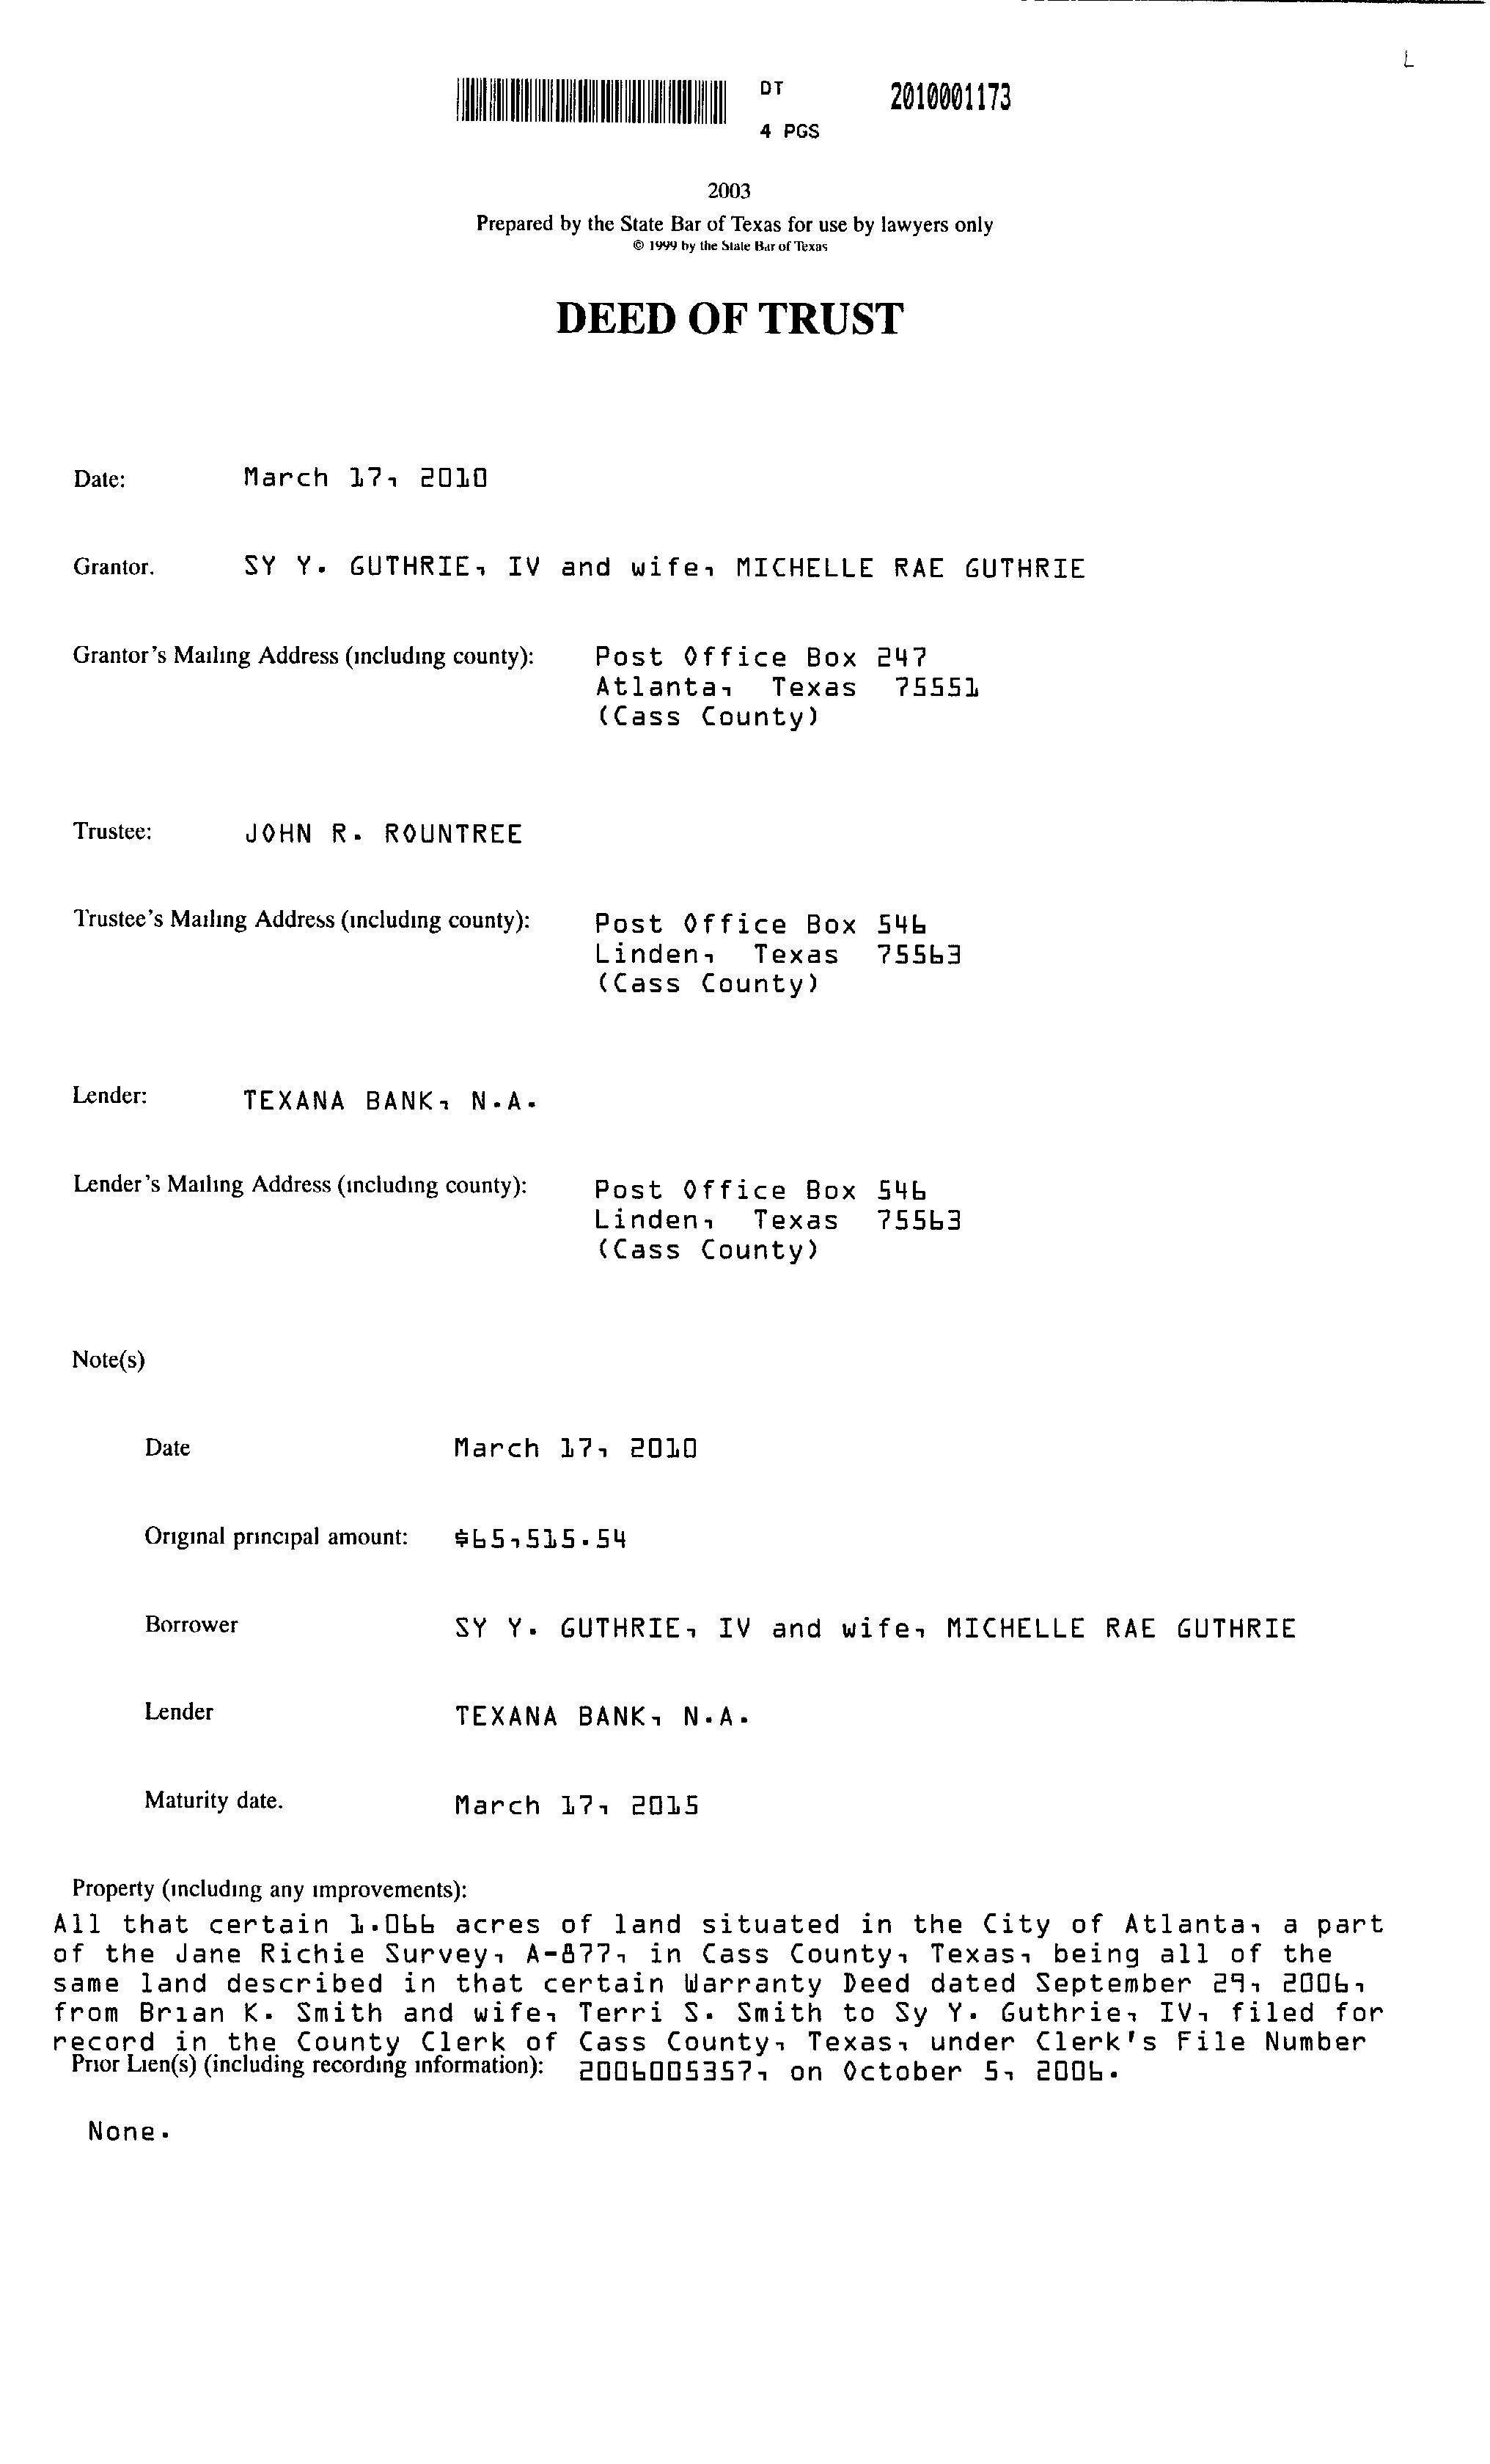 L
DT
2010001173
4 PGS
2003
Prepared by the State Bar of Texas for use by lawyers only
© 1999 by the State Bar of Texas
DEED OF TRUST
Date: March 17, 2010
Grantor. SY Y. GUTHRIE, IV and wife, MICHELLE RAE GUTHRIE
Grantor's Mailing Address (including county): Post Office Box 247
Atlanta, Texas 75551
(Cass County)
Trustee: JOHN R. ROUNTREE
Trustee's Mailing Address (including county): Post Office Box 546
Linden, Texas 75563
(Cass County)
Lender: TEXANA BANK, N.A.
Lender's Mailing Address (including county): Post Office Box 546
Linden, Texas 75563
(Cass County)
Note(s)
Date March 17, 2010
Original principal amount: $65,515.54
Borrower SY Y. GUTHRIE, IV and wife, MICHELLE RAE GUTHRIE
Lender TEXANA BANK, N.A.
Maturity date. March 17, 2015
Property (including any improvements):
All that certain 1.066 acres of land situated in the City of Atlanta, a part
of the Jane Richie Survey, A-877, in Cass County, Texas, being all of the
same land described in that certain Warranty Deed dated September 29, 2006,
from Brian K. Smith and wife, Terri S. Smith to Sy Y. Guthrie, IV, filed for
record in the County Clerk of Cass County, Texas, under Clerk's File Number
Prior Lien(s) (including recording information): 2006005357, on October 5, 2006.
None.